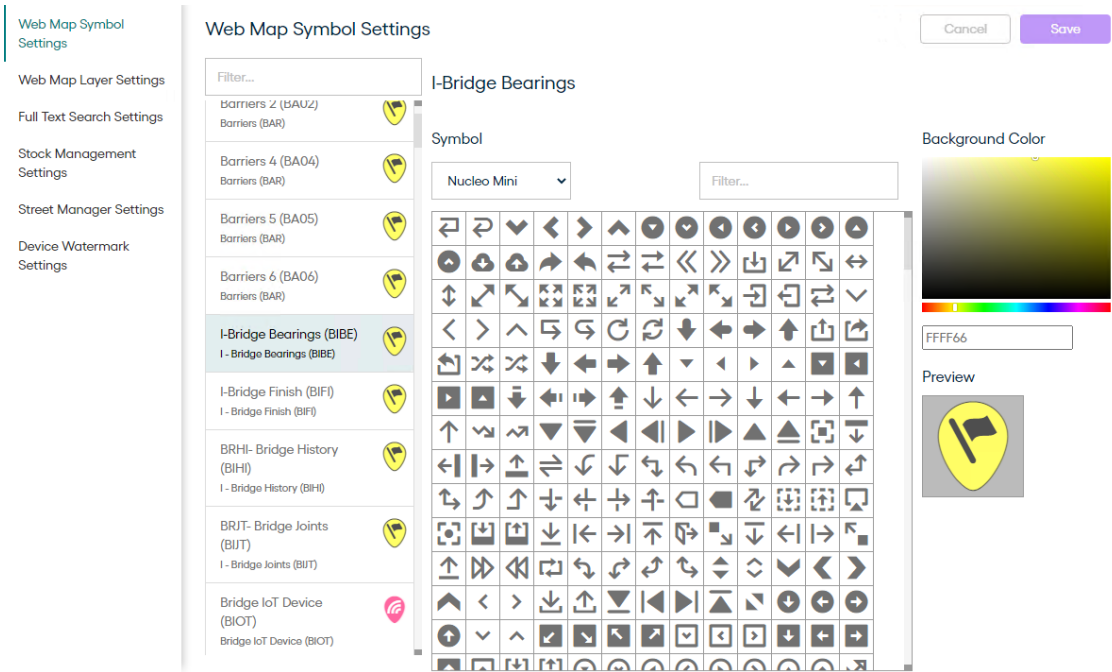 Web Map Symbol
Settings
Web Map Layer Settings
Full Text Search Settings
Stock Management
Settings
Street Manager Settings
Device Watermark
Settings
Web Map Symbol Settings
Cancel
Save
Filter...
Barriers 2 (BA02)
Barriers (BAR)
Barriers 4 (BA04)
Barriers (BAR)
Barriers 5 (BA05)
Barriers (BAR)
Barriers 6 (BA06)
Barriers (BAR)
I-Bridge Bearings (BIBE)
I - Bridge Bearings (BIBE)
I-Bridge Finish (BIFI)
I - Bridge Finish (BIFI)
BRHI- Bridge History
(BIHI)
I - Bridge History (BIHI)
BRJT- Bridge Joints
(BIJT)
I - Bridge Joints (BIJT)
Bridge IoT Device
(BIOT)
Bridge IoT Device (BIOT)
I-Bridge Bearings
Symbol
Nucleo Mini
Filter...
Background Color
FFFF66
Preview